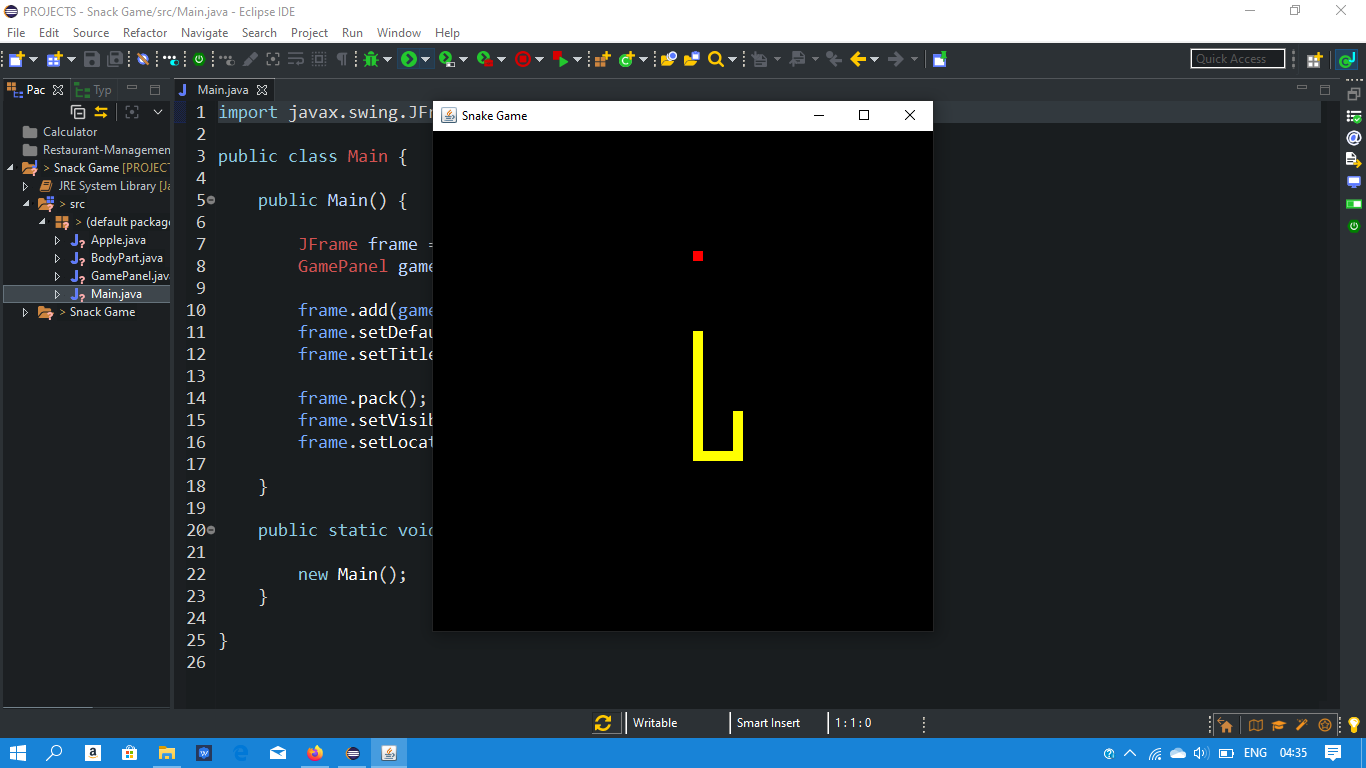 PROJECTS - Snack Game/src/Main.java - Eclipse IDE
File Edit Source Refactor Navigate Search Project Run Window Help
Quick Access
Pac Typ Main.java
Calculator
Restaurant-Managemen
> Snack Game [PROJECT
JRE System Library [Ja
> src
> (default package
Apple.java
BodyPart.java
GamePanel.java
Main.java
> Snack Game
1 import javax.swing.JFr
2
3 public class Main {
4
5 public Main() {
6
7 JFrame frame =
8 GamePanel game
9
10 frame.add(game
11 frame.setDefau
12 frame.setTitle
13
14 frame.pack();
15 frame.setVisib
16 frame.setLocat
17
18 }
19
20 public static void
21
22 new Main();
23 }
24
25 }
26
Snake Game
Writable Smart Insert 1 : 1 : 0
ENG 04:35